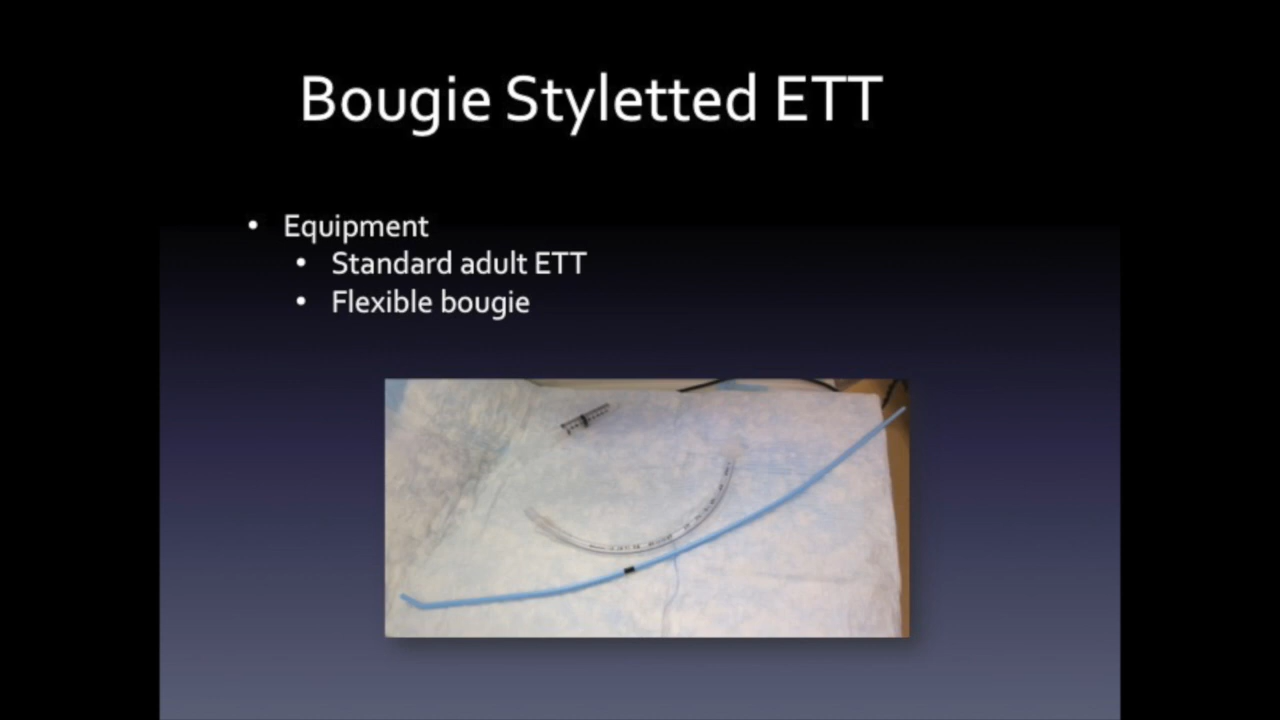 Bougie Styletted ETT
• Equipment
• Standard adult ETT
• Flexible bougie